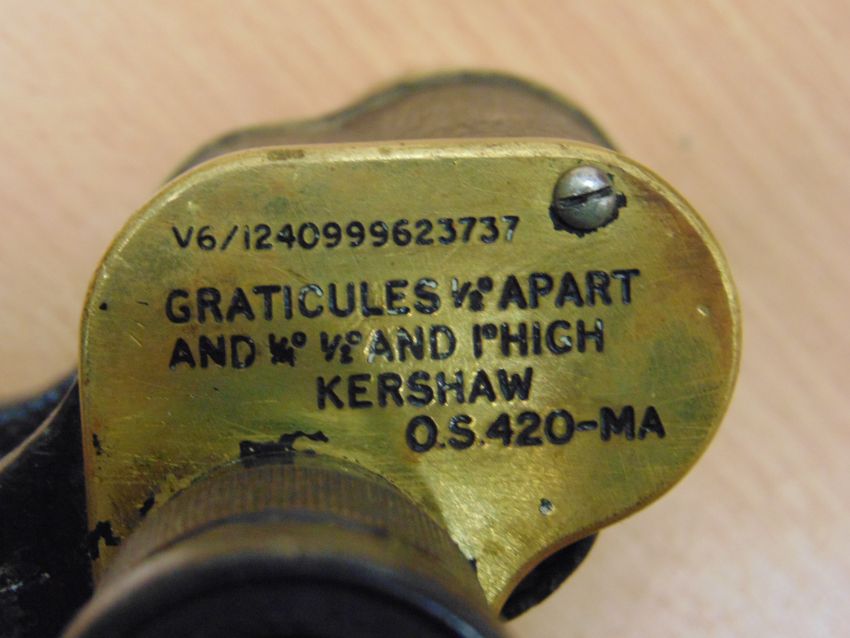 V6/1240999623737
GRATICULES ½° APART
AND ¼° ½° AND 1° HIGH
KERSHAW
O.S.420-MA